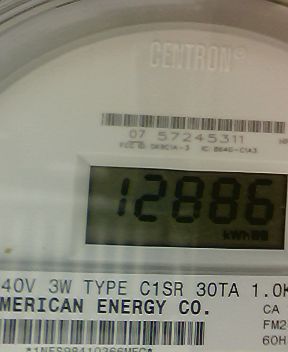 CENTRON®
07 57245311
12886
kWh
40V 3W TYPE C1SR 30TA 1.0K
MERICAN ENERGY CO.
CA
FM2
60H